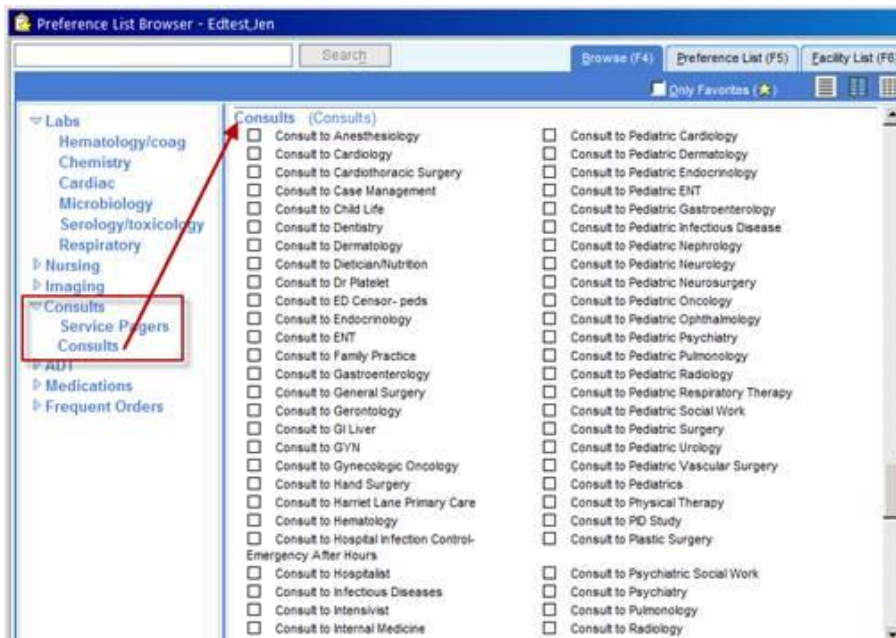 Preference List Browser - Edtest,Jen
Search
Browse (F4)
Preference List (F5)
Facility List (F6
Only Favorites ( )
Labs
Hematology/coag
Chemistry
Cardiac
Microbiology
Serology/toxicology
Respiratory
Nursing
Imaging
Consults
Service Pagers
Consults
ADT
Medications
Frequent Orders
Consults (Consults)
Consult to Anesthesiology
Consult to Cardiology
Consult to Cardiothoracic Surgery
Consult to Case Management
Consult to Child Life
Consult to Dentistry
Consult to Dermatology
Consult to Dietician/Nutrition
Consult to Dr Platelet
Consult to ED Censor- peds
Consult to Endocrinology
Consult to ENT
Consult to Family Practice
Consult to Gastroenterology
Consult to General Surgery
Consult to Gerontology
Consult to GI Liver
Consult to GYN
Consult to Gynecologic Oncology
Consult to Hand Surgery
Consult to Harriet Lane Primary Care
Consult to Hematology
Consult to Hospital Infection Control-
Emergency After Hours
Consult to Hospitalist
Consult to Infectious Diseases
Consult to Intensivist
Consult to Internal Medicine
Consult to Pediatric Cardiology
Consult to Pediatric Dermatology
Consult to Pediatric Endocrinology
Consult to Pediatric ENT
Consult to Pediatric Gastroenterology
Consult to Pediatric Infectious Disease
Consult to Pediatric Nephrology
Consult to Pediatric Neurology
Consult to Pediatric Neurosurgery
Consult to Pediatric Oncology
Consult to Pediatric Ophthalmology
Consult to Pediatric Psychiatry
Consult to Pediatric Pulmonology
Consult to Pediatric Radiology
Consult to Pediatric Respiratory Therapy
Consult to Pediatric Social Work
Consult to Pediatric Surgery
Consult to Pediatric Urology
Consult to Pediatric Vascular Surgery
Consult to Pediatrics
Consult to Physical Therapy
Consult to PID Study
Consult to Plastic Surgery
Consult to Psychiatric Social Work
Consult to Psychiatry
Consult to Pulmonology
Consult to Radiology